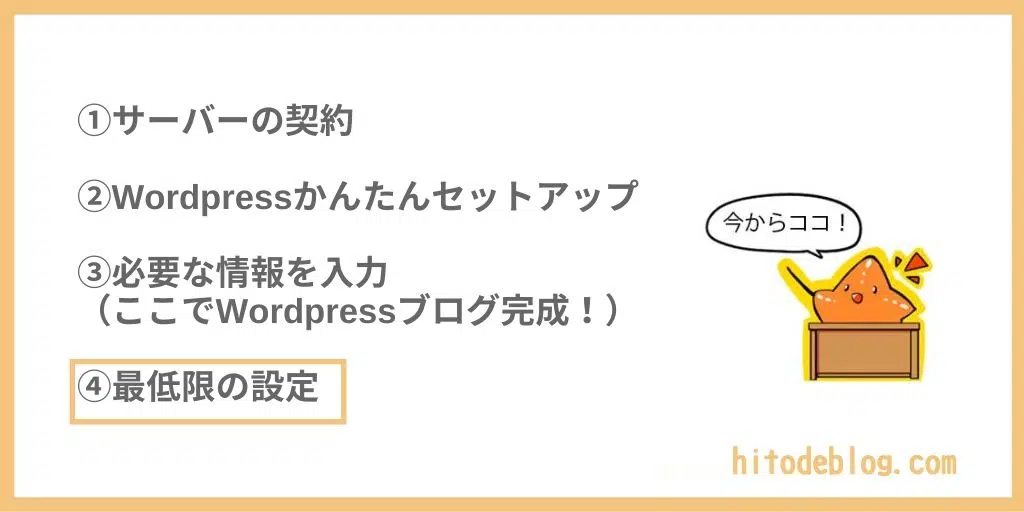 ①サーバーの契約
②Wordpressかんたんセットアップ
今からココ！
③必要な情報を入力
（ここでWordpressブログ完成！）
④最低限の設定
hitodeblog.com